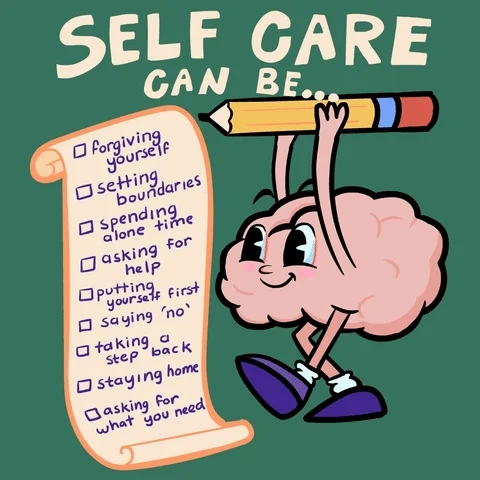 SELF CARE
CAN BE...
forgiving
yourself
setting
boundaries
spending
alone time
asking for
help
putting
yourself first
saying 'no'
taking a
step back
staying home
asking for
what you need